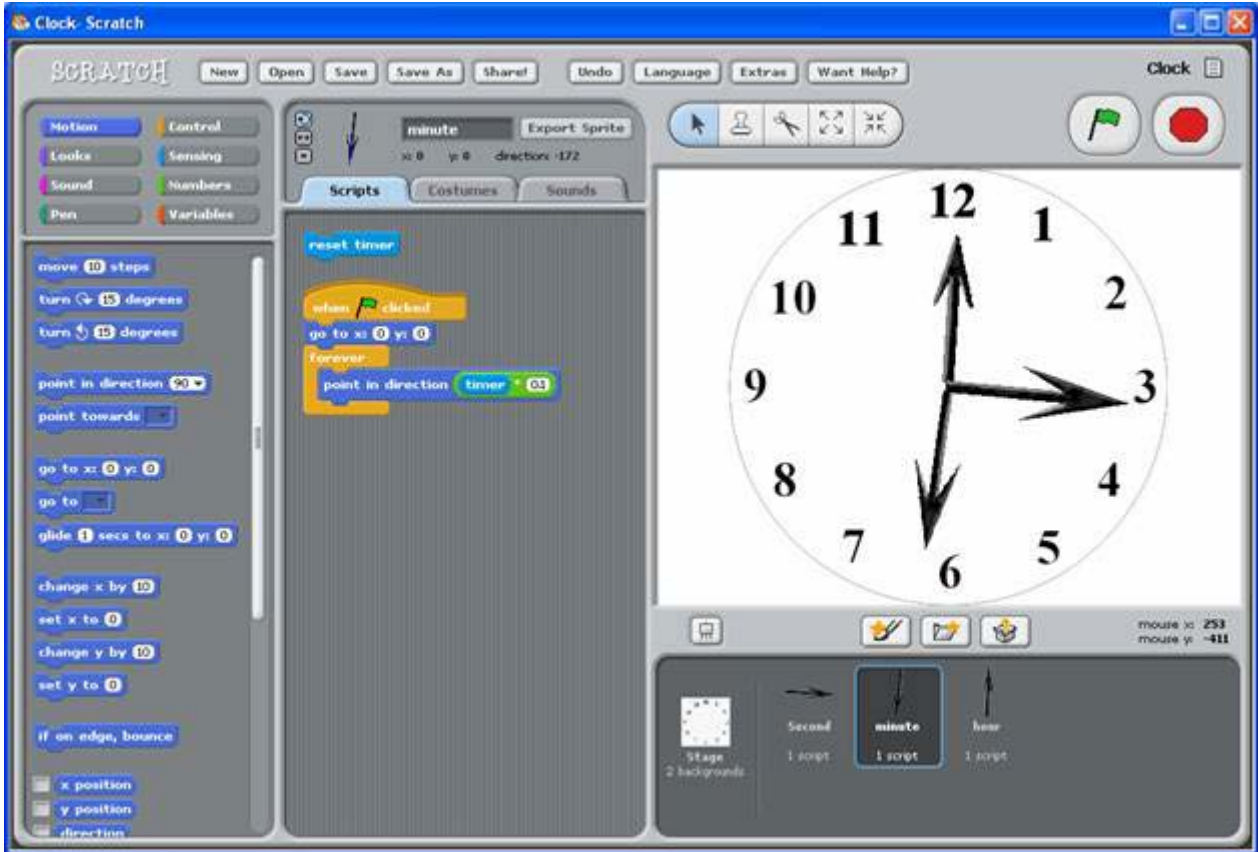 Clock- Scratch
SCRATCH New Open Save Save As Share! Undo Language Extras Want Help? Clock
Motion Control
Looks Sensing
Sound Numbers
Pen Variables
minute Export Sprite
x: 0 y: 0 direction: -172
Scripts Costumes Sounds
move 10 steps
turn 15 degrees
turn 15 degrees
point in direction 90
point towards
go to x: 0 y: 0
go to
glide 1 secs to x: 0 y: 0
change x by 10
set x to 0
change y by 10
set y to 0
if on edge, bounce
x position
y position
direction
reset timer
when clicked
go to x: 0 y: 0
forever
point in direction timer * 0.1
12
11 1
10 2
9 3
8 4
7 5
6
mouse x: 253
mouse y: -411
Stage
2 backgrounds
Second minute hour
1 script 1 script 1 script